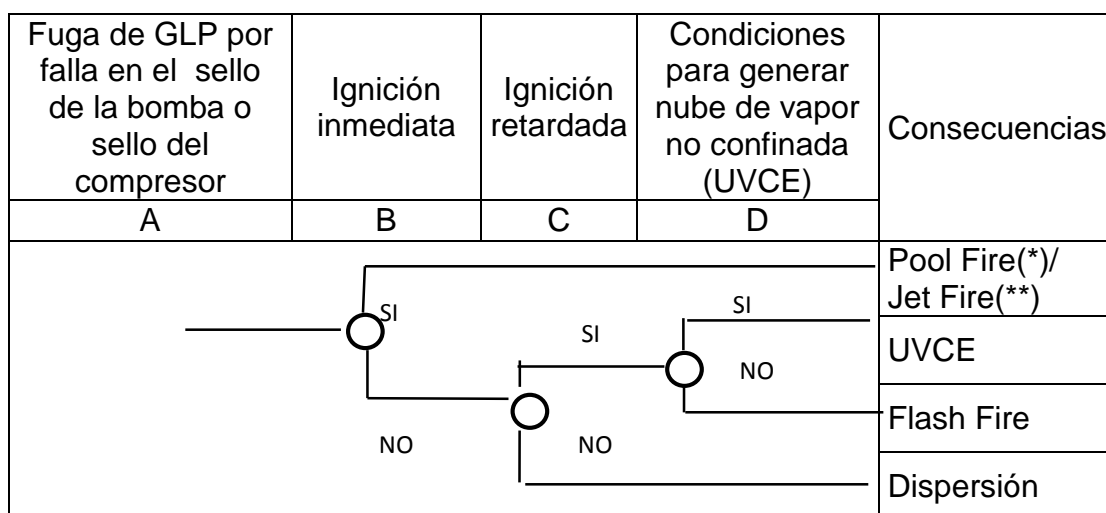 Fuga de GLP por
falla en el sello
de la bomba o
sello del
compresor
Ignición
inmediata
Ignición
retardada
Condiciones
para generar
nube de vapor
no confinada
(UVCE)
Consecuencias
A
B
C
D
Pool Fire(*)/
Jet Fire(**)
SI
SI
SI
UVCE
NO
Flash Fire
NO
NO
Dispersión